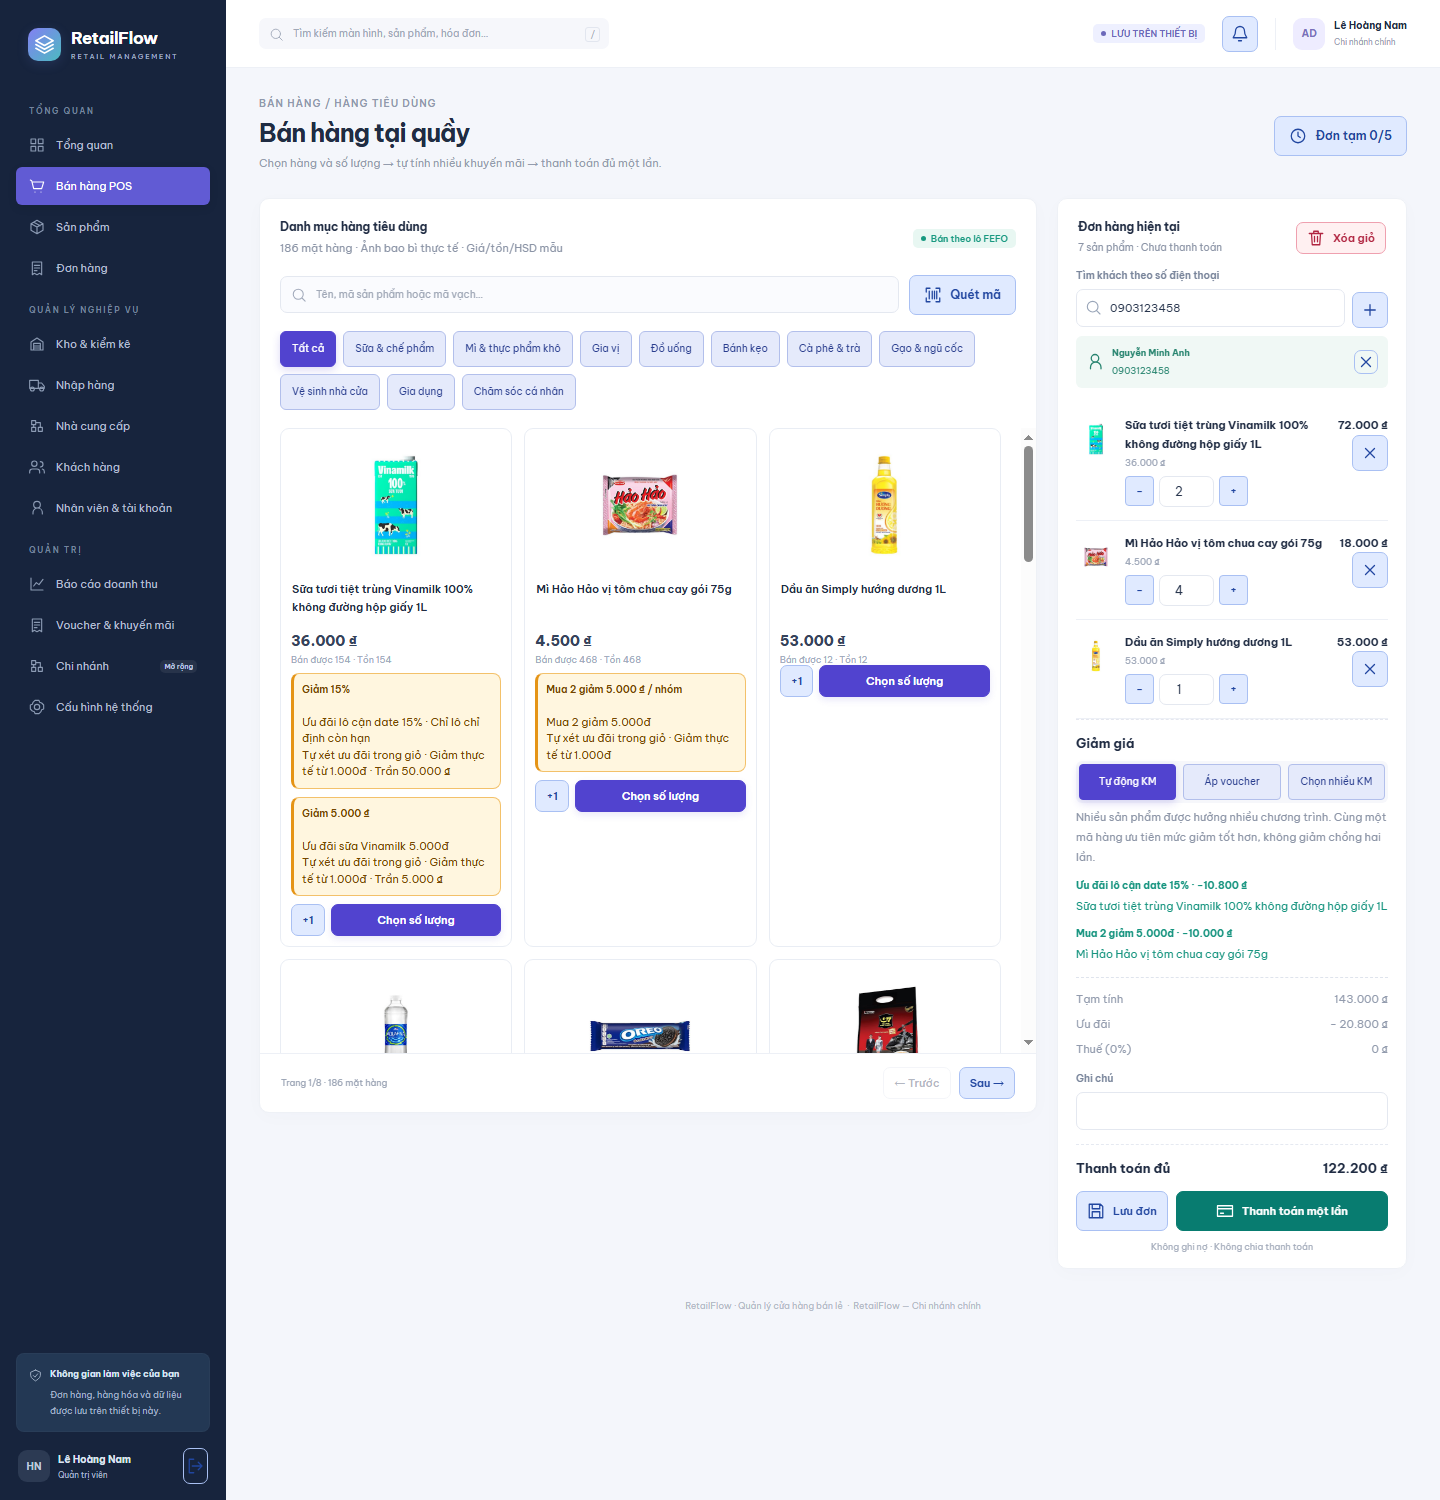 RetailFlow
RETAIL MANAGEMENT
TỔNG QUAN
Tổng quan
Bán hàng POS
Sản phẩm
Đơn hàng
QUẢN LÝ NGHIỆP VỤ
Kho & kiểm kê
Nhập hàng
Nhà cung cấp
Khách hàng
Nhân viên & tài khoản
QUẢN TRỊ
Báo cáo doanh thu
Voucher & khuyến mãi
Chi nhánh
Mở rộng
Cấu hình hệ thống
Không gian làm việc của bạn
Đơn hàng, hàng hóa và dữ liệu
được lưu trên thiết bị này.
HN
Lê Hoàng Nam
Quản trị viên
Tìm kiếm màn hình, sản phẩm, hóa đơn...
/
LƯU TRÊN THIẾT BỊ
AD
Lê Hoàng Nam
Chi nhánh chính
BÁN HÀNG / HÀNG TIÊU DÙNG
Bán hàng tại quầy
Chọn hàng và số lượng → tự tính nhiều khuyến mãi → thanh toán đủ một lần.
Đơn tạm 0/5
Danh mục hàng tiêu dùng
186 mặt hàng · Ảnh bao bì thực tế · Giá/tồn/HSD mẫu
Bán theo lô FEFO
Tên, mã sản phẩm hoặc mã vạch...
Quét mã
Tất cả
Sữa & chế phẩm
Mì & thực phẩm khô
Gia vị
Đồ uống
Bánh kẹo
Cà phê & trà
Gạo & ngũ cốc
Vệ sinh nhà cửa
Gia dụng
Chăm sóc cá nhân
Vinamilk
100%
Sữa tươi tiệt trùng Vinamilk 100%
không đường hộp giấy 1L
36.000 ₫
Bán được 154 · Tồn 154
Giảm 15%
Ưu đãi lô cận date 15% · Chỉ lô chỉ
định còn hạn
Tự xét ưu đãi trong giỏ · Giảm thực
tế từ 1.000đ · Trần 50.000 ₫
Giảm 5.000 ₫
Ưu đãi sữa Vinamilk 5.000đ
Tự xét ưu đãi trong giỏ · Giảm thực
tế từ 1.000đ · Trần 5.000 ₫
+1
Chọn số lượng
Hảo Hảo
Mì Hảo Hảo vị tôm chua cay gói 75g
4.500 ₫
Bán được 468 · Tồn 468
Mua 2 giảm 5.000 ₫ / nhóm
Mua 2 giảm 5.000đ
Tự xét ưu đãi trong giỏ · Giảm thực
tế từ 1.000đ
+1
Chọn số lượng
Dầu ăn Simply hướng dương 1L
53.000 ₫
Bán được 12 · Tồn 12
+1
Chọn số lượng
OREO
Trang 1/8 · 186 mặt hàng
← Trước
Sau →
Đơn hàng hiện tại
7 sản phẩm · Chưa thanh toán
Xóa giỏ
Tìm khách theo số điện thoại
0903123458
Nguyễn Minh Anh
0903123458
Sữa tươi tiệt trùng Vinamilk 100%
không đường hộp giấy 1L
72.000 ₫
36.000 ₫
- 2 +
Mì Hảo Hảo vị tôm chua cay gói 75g
18.000 ₫
4.500 ₫
- 4 +
Dầu ăn Simply hướng dương 1L
53.000 ₫
53.000 ₫
- 1 +
Giảm giá
Tự động KM
Áp voucher
Chọn nhiều KM
Nhiều sản phẩm được hưởng nhiều chương trình. Cùng một
mã hàng ưu tiên mức giảm tốt hơn, không giảm chồng hai
lần.
Ưu đãi lô cận date 15% · -10.800 ₫
Sữa tươi tiệt trùng Vinamilk 100% không đường hộp giấy 1L
Mua 2 giảm 5.000đ · -10.000 ₫
Mì Hảo Hảo vị tôm chua cay gói 75g
Tạm tính 143.000 ₫
Ưu đãi - 20.800 ₫
Thuế (0%) 0 ₫
Ghi chú
Thanh toán đủ 122.200 ₫
Lưu đơn
Thanh toán một lần
Không ghi nợ · Không chia thanh toán
RetailFlow · Quản lý cửa hàng bán lẻ · RetailFlow — Chi nhánh chính